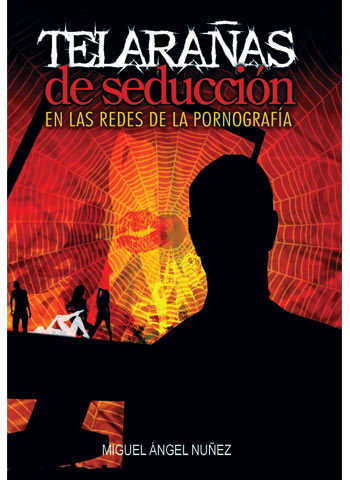 TELARAÑAS
de seducción
EN LAS REDES DE LA PORNOGRAFÍA
MIGUEL ÁNGEL NUÑEZ